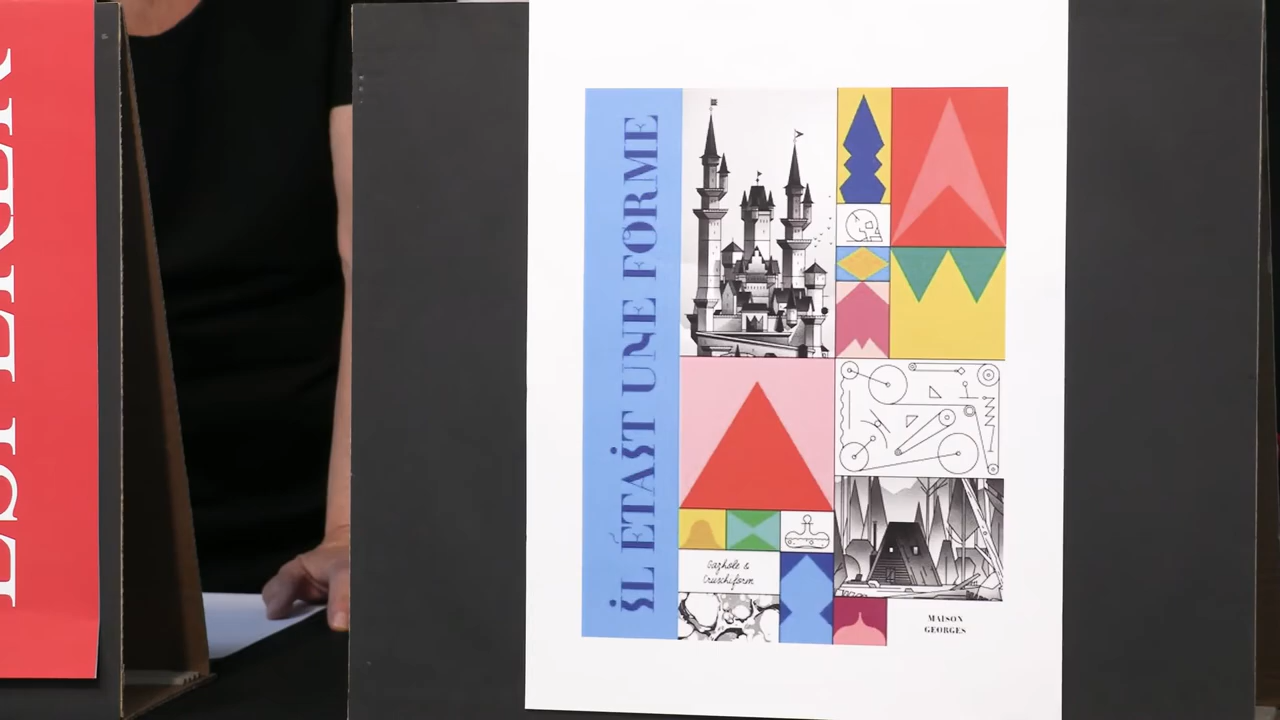 IL ÉTAIT UNE FORME
Gazhole &
Cruschiform
MAISON
GEORGES